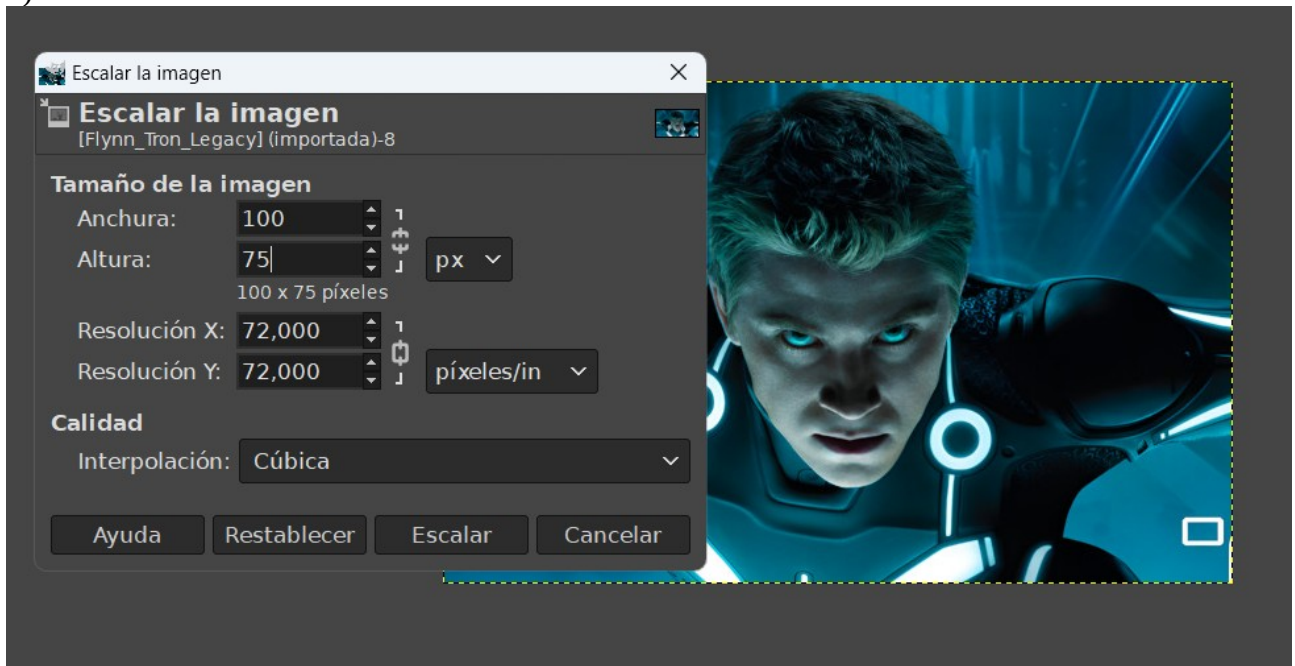 Escalar la imagen
Escalar la imagen
[Flynn_Tron_Legacy] (importada)-8
Tamaño de la imagen
Anchura: 100
Altura: 75 px
100 x 75 píxeles
Resolución X: 72,000
Resolución Y: 72,000 píxeles/in
Calidad
Interpolación: Cúbica
Ayuda Restablecer Escalar Cancelar